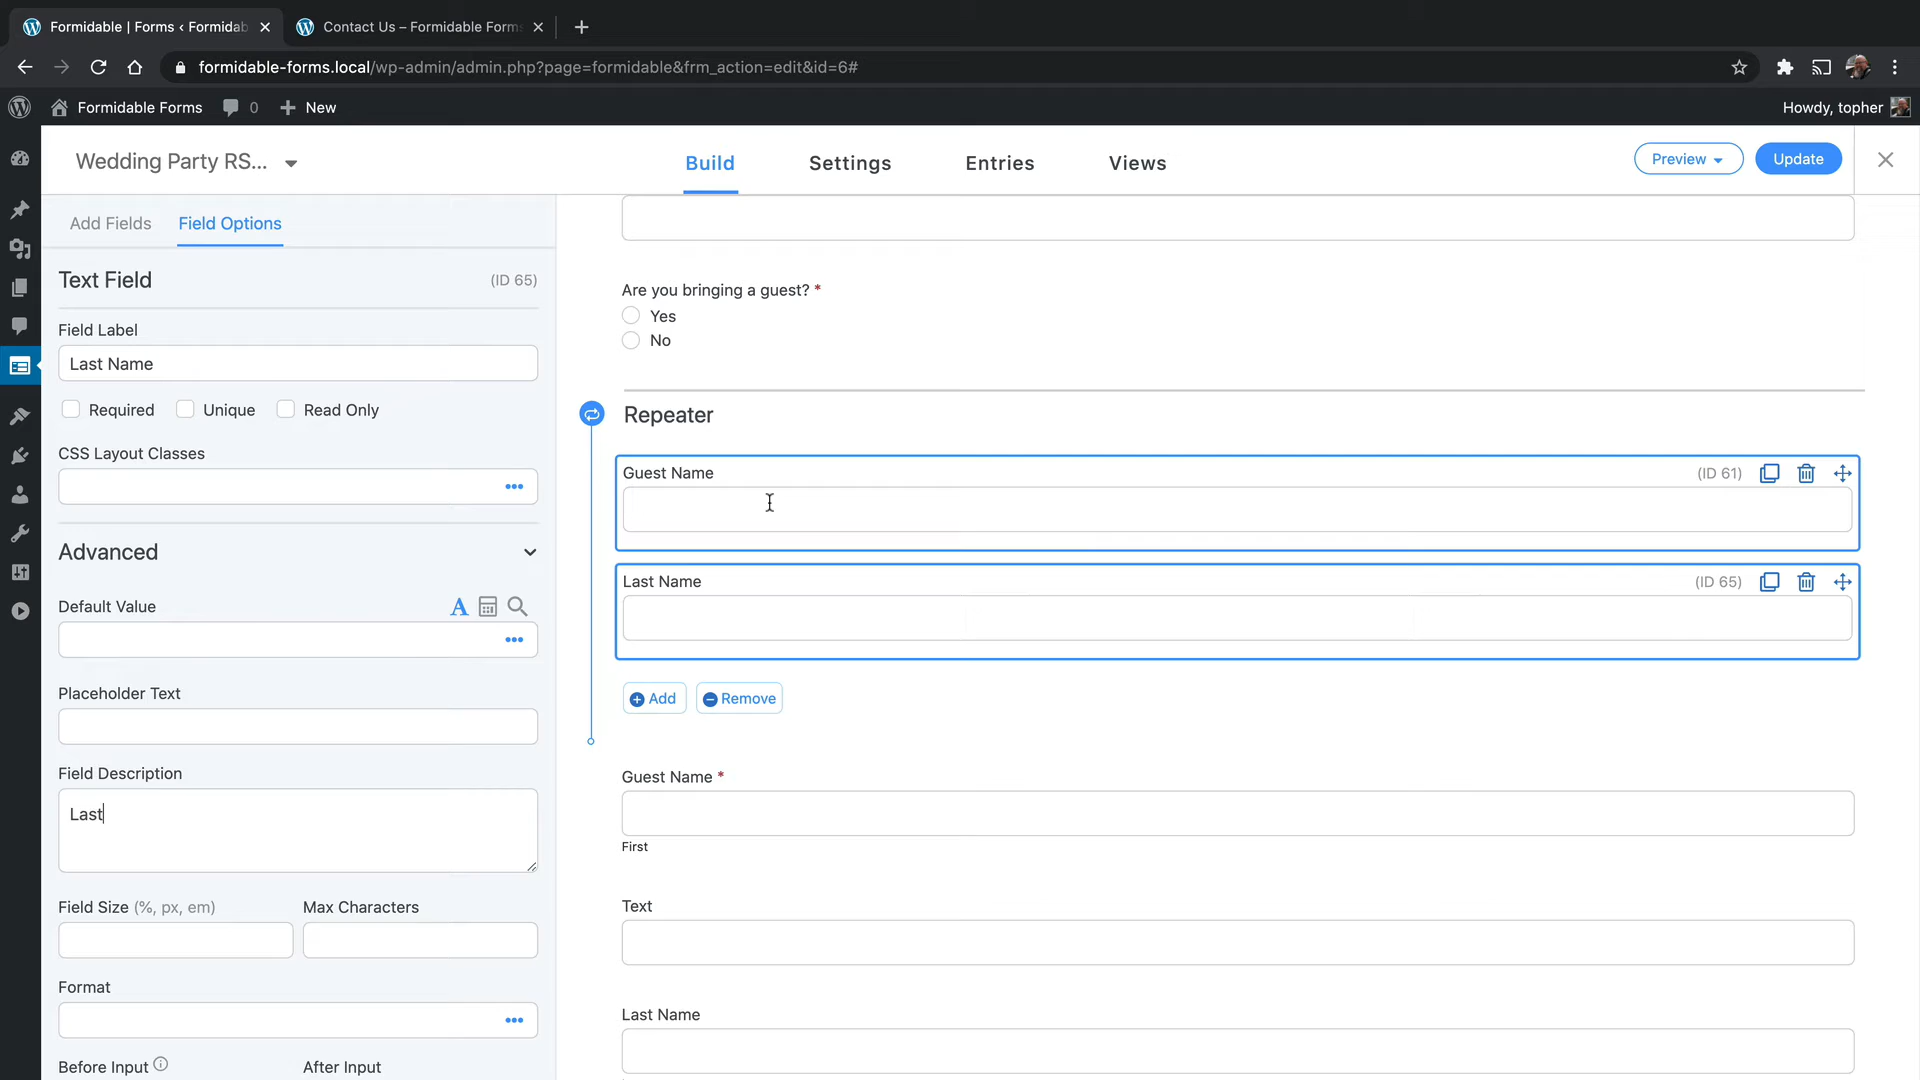 Formidable | Forms ‹ Formidab
Contact Us – Formidable Form
formidable-forms.local/wp-admin/admin.php?page=formidable&frm_action=edit&id=6#
Formidable Forms
0
New
Howdy, topher
Wedding Party RS...
Build
Settings
Entries
Views
Preview
Update
Add Fields
Field Options
Text Field
(ID 65)
Field Label
Last Name
Required
Unique
Read Only
CSS Layout Classes
Advanced
Default Value
A
Placeholder Text
Field Description
Last
Field Size (%, px, em)
Max Characters
Format
Before Input
After Input
Are you bringing a guest? *
Yes
No
Repeater
Guest Name
(ID 61)
Last Name
(ID 65)
Add
Remove
Guest Name *
First
Text
Last Name